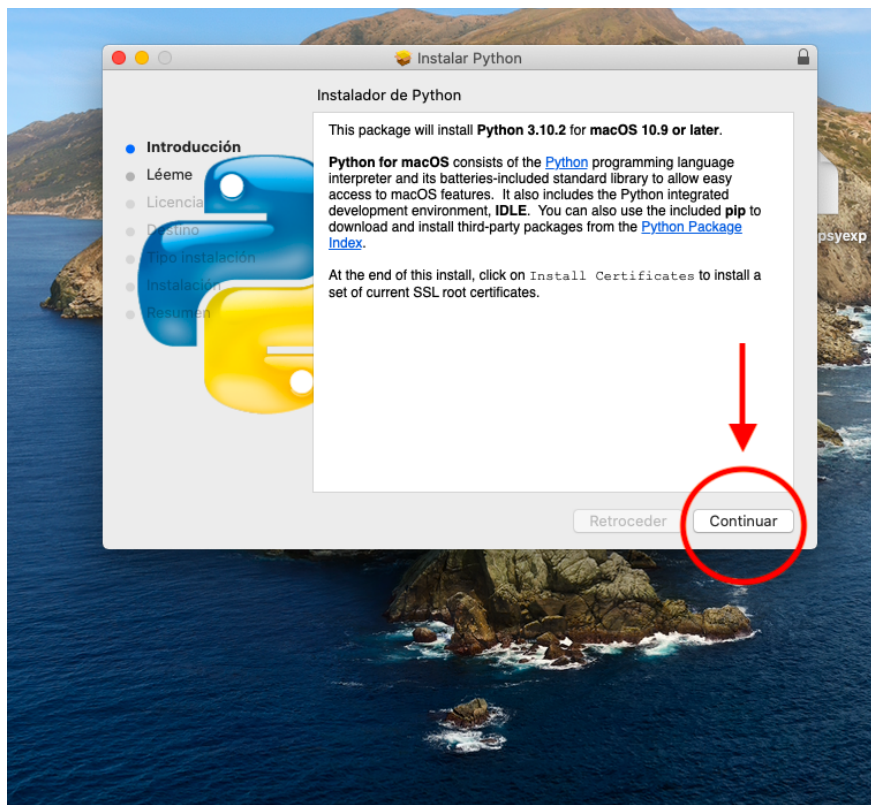 Instalar Python
Instalador de Python
Introducción
Léeme
Licencia
Destino
Tipo instalación
Instalación
Resumen
This package will install Python 3.10.2 for macOS 10.9 or later.
Python for macOS consists of the Python programming language
interpreter and its batteries-included standard library to allow easy
access to macOS features. It also includes the Python integrated
development environment, IDLE. You can also use the included pip to
download and install third-party packages from the Python Package
Index.
At the end of this install, click on Install Certificates to install a
set of current SSL root certificates.
psyexp
Retroceder
Continuar